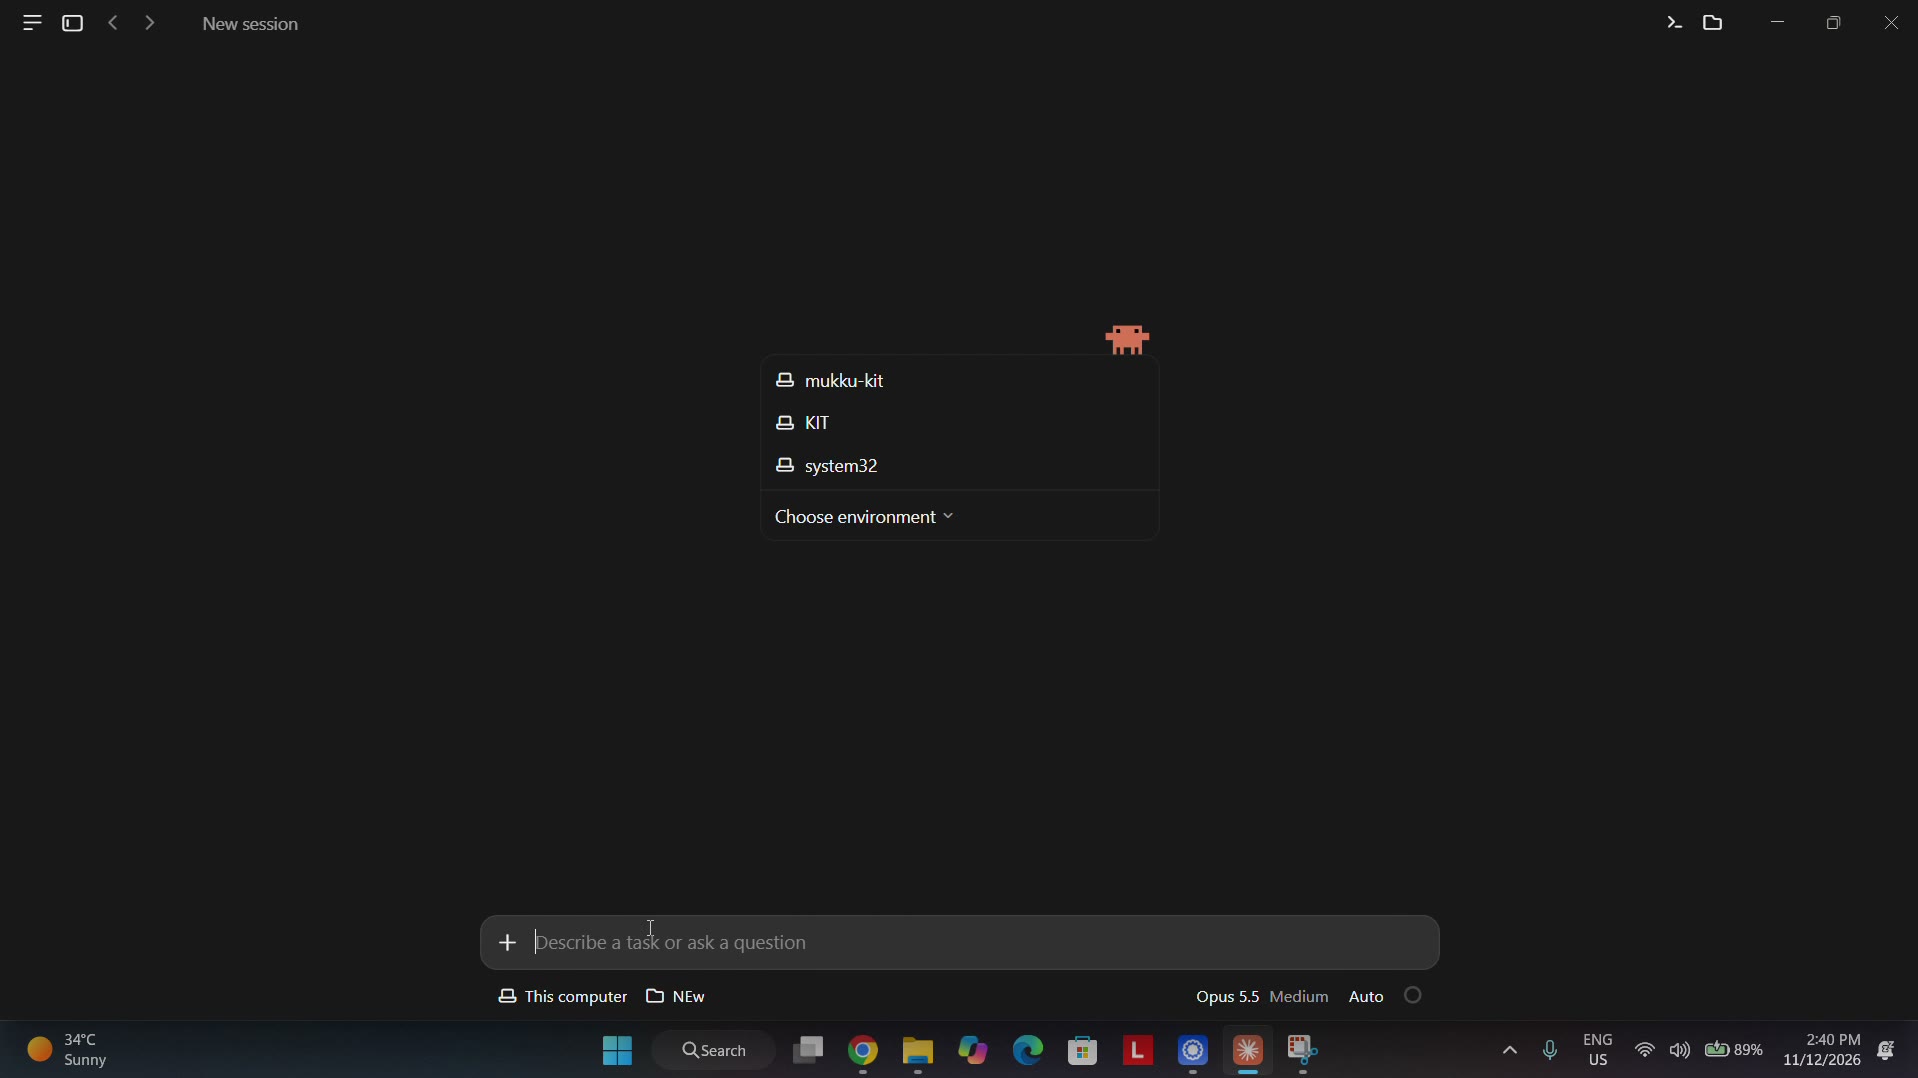 New session
mukku-kit
KIT
system32
Choose environment
Describe a task or ask a question
This computer NEw
Opus 5.5 Medium Auto
34°C
Sunny
Search
L
ENG
US
89%
2:40 PM
11/12/2026